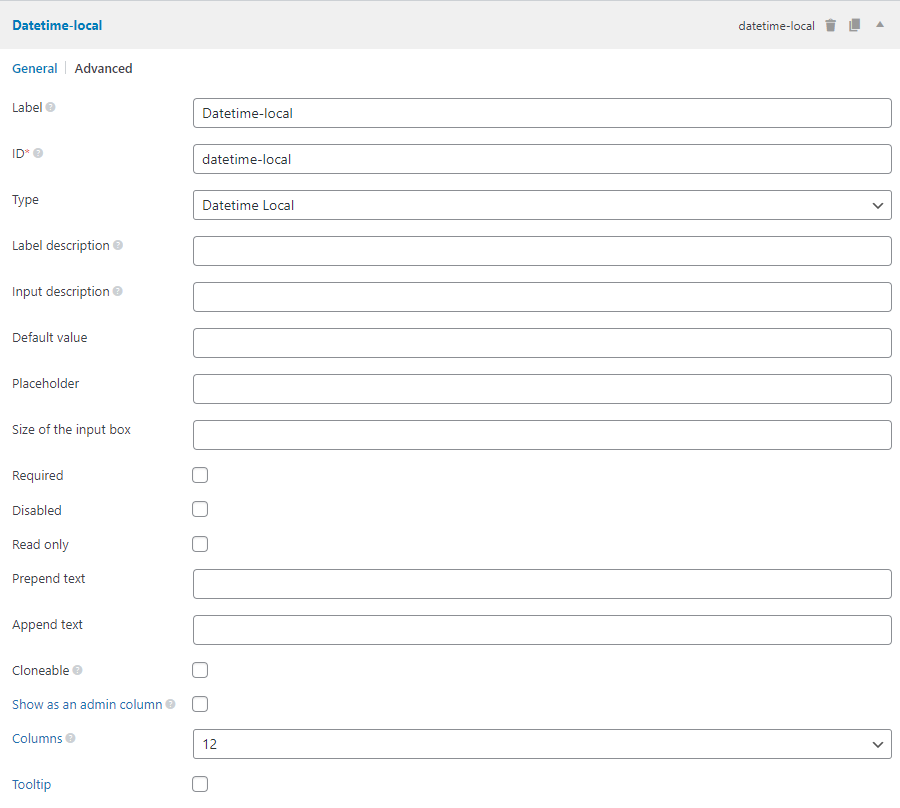 Datetime-local datetime-local
General Advanced
Label Datetime-local
ID* datetime-local
Type Datetime Local
Label description
Input description
Default value
Placeholder
Size of the input box
Required
Disabled
Read only
Prepend text
Append text
Cloneable
Show as an admin column
Columns 12
Tooltip